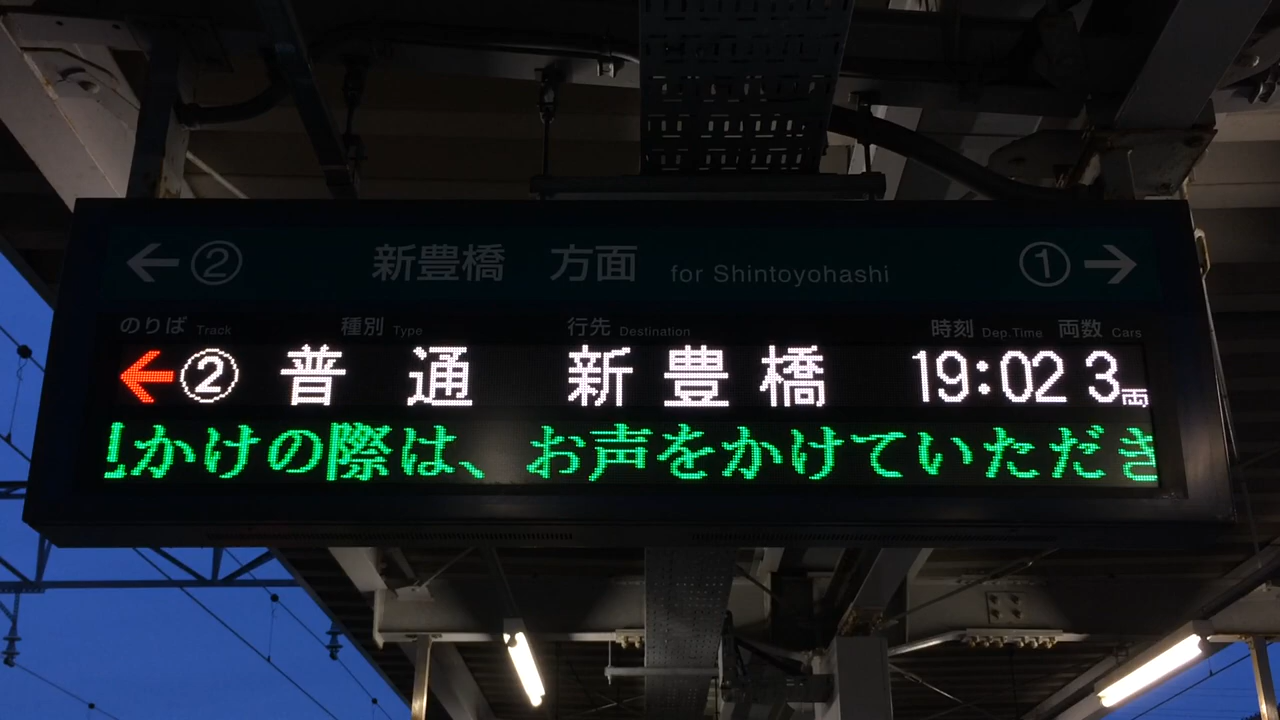 ← ② 新豊橋 方面 for Shintoyohashi ① →
のりば Track 種別 Type 行先 Destination 時刻 Dep.Time 両数 Cars
← ② 普通 新豊橋 19:02 3両
かけの際は、お声をかけていただき